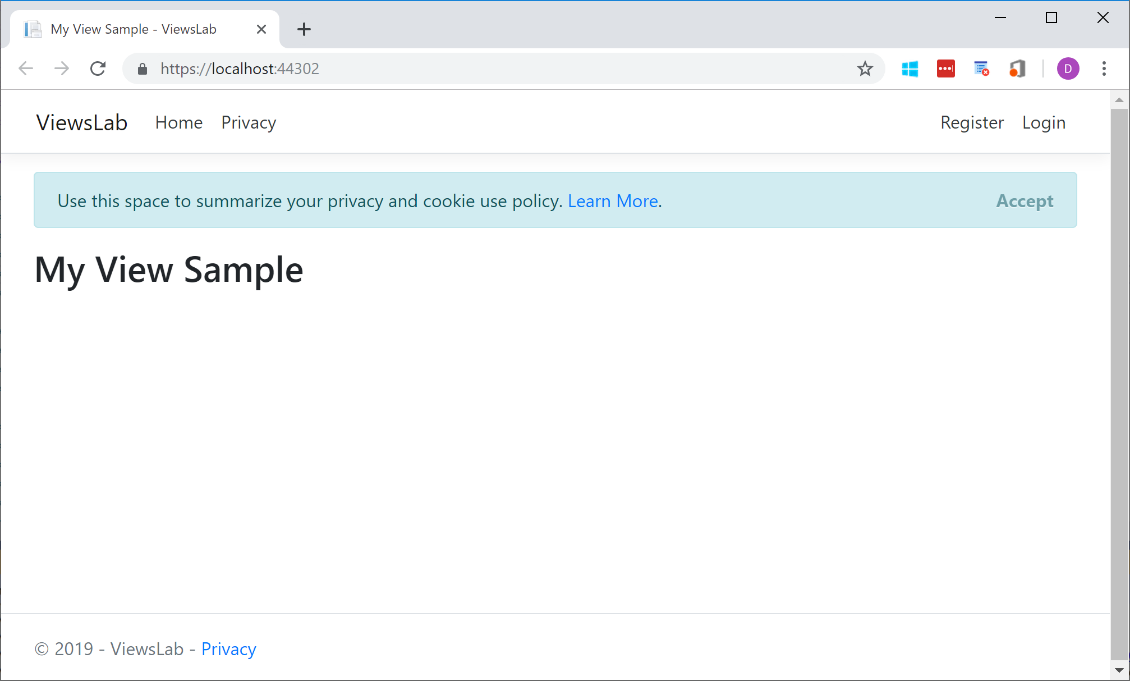 My View Sample - ViewsLab
https://localhost:44302
D
ViewsLab Home Privacy Register Login
Use this space to summarize your privacy and cookie use policy. Learn More. Accept
My View Sample
© 2019 - ViewsLab - Privacy